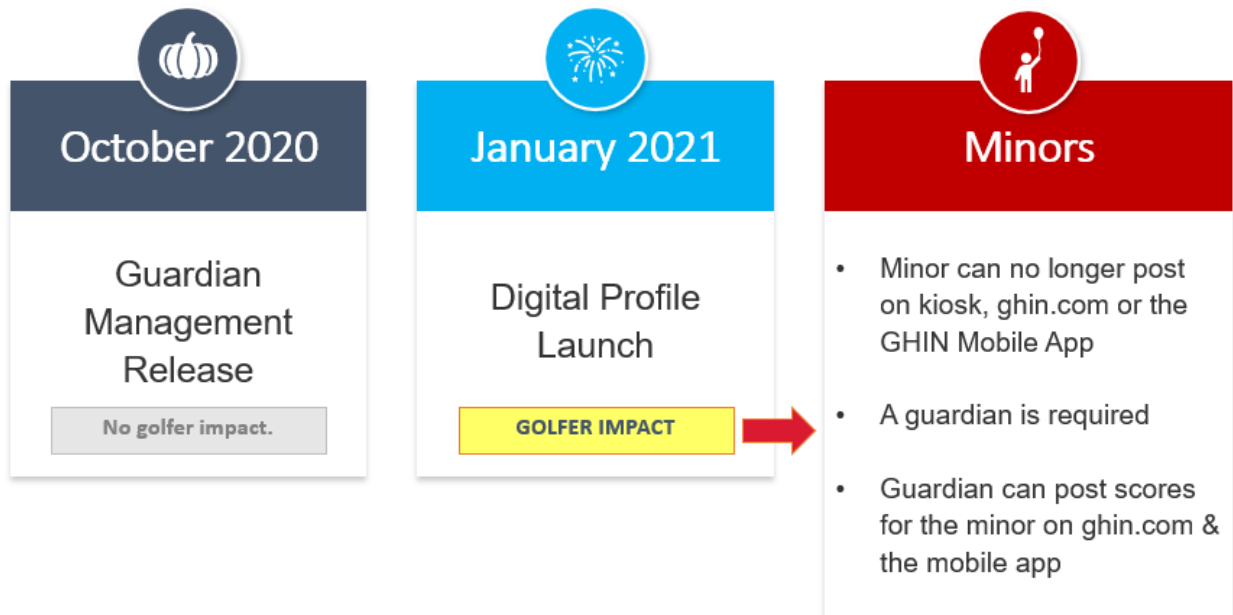 October 2020
Guardian
Management
Release
No golfer impact.
January 2021
Digital Profile
Launch
GOLFER IMPACT
Minors
• Minor can no longer post
on kiosk, ghin.com or the
GHIN Mobile App
• A guardian is required
• Guardian can post scores
for the minor on ghin.com &
the mobile app